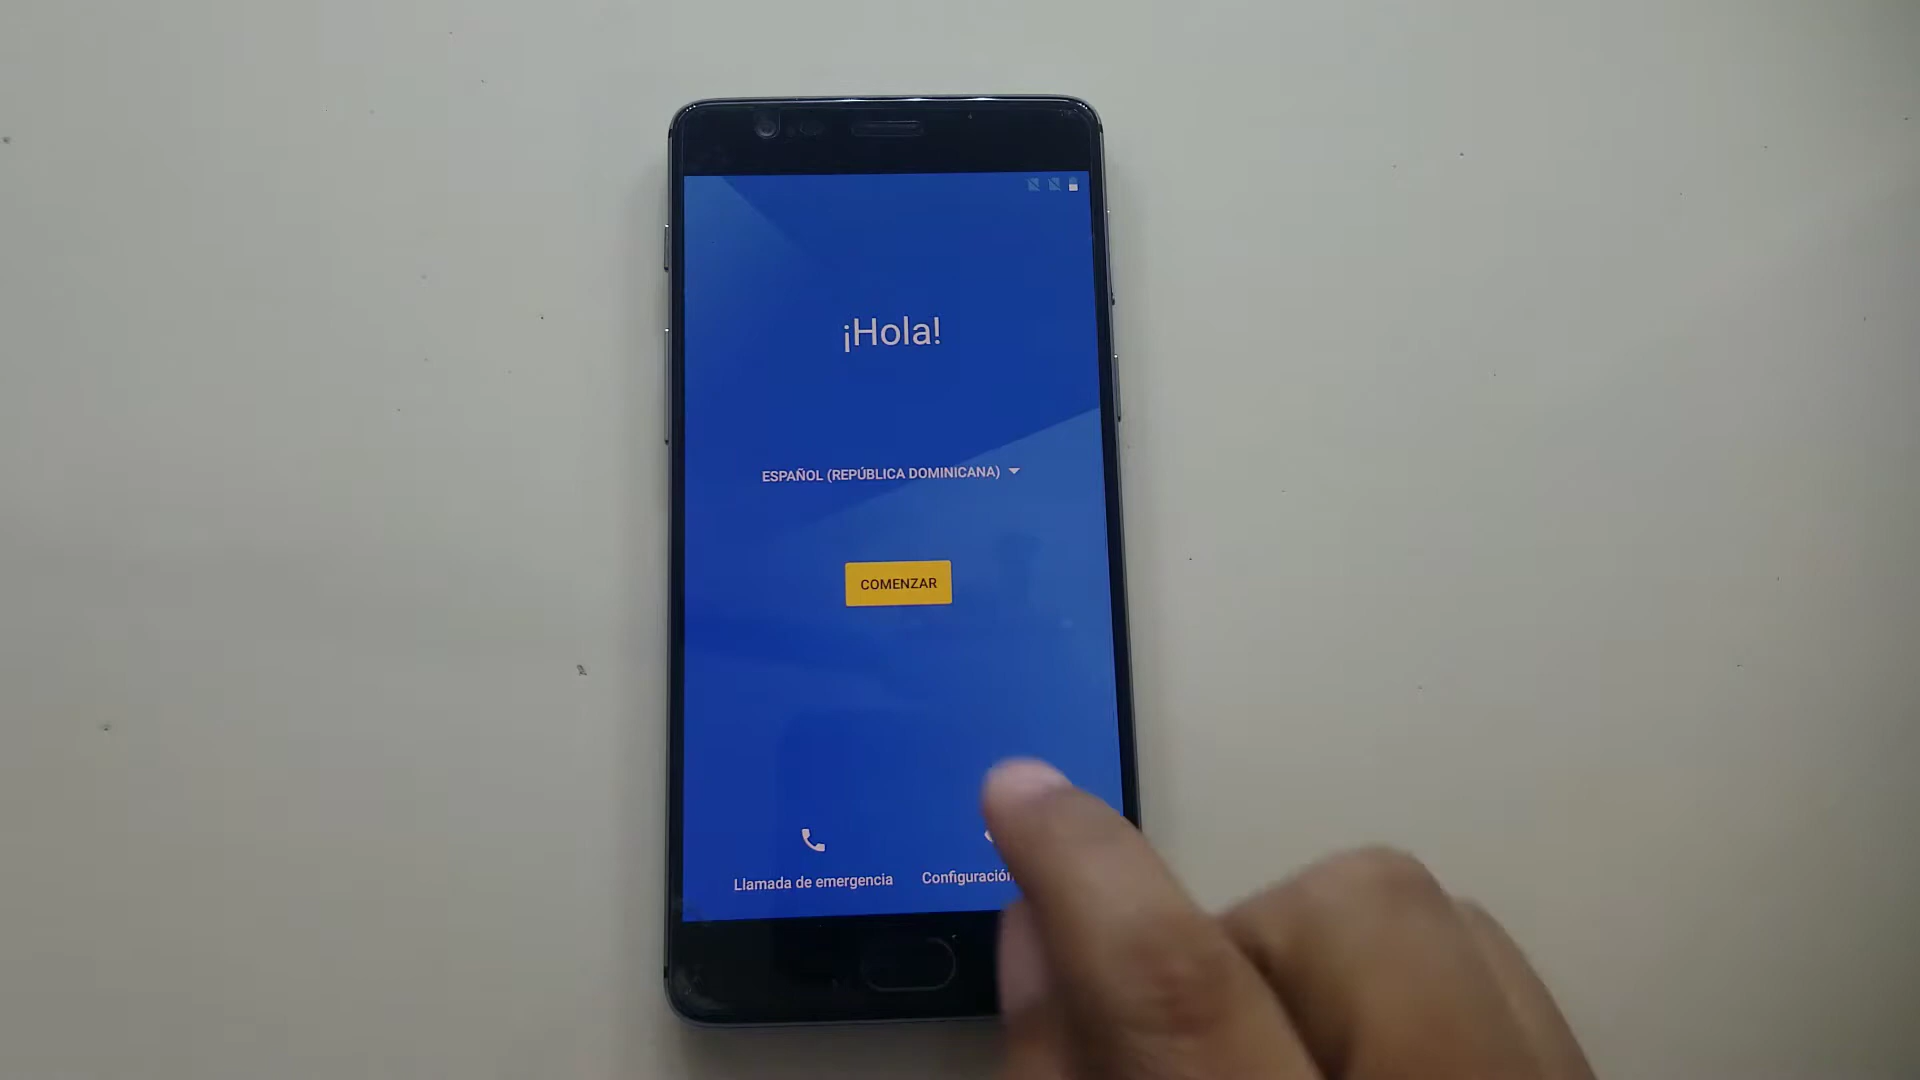 ¡Hola!
ESPAÑOL (REPÚBLICA DOMINICANA)
COMENZAR
Llamada de emergencia
Configuración